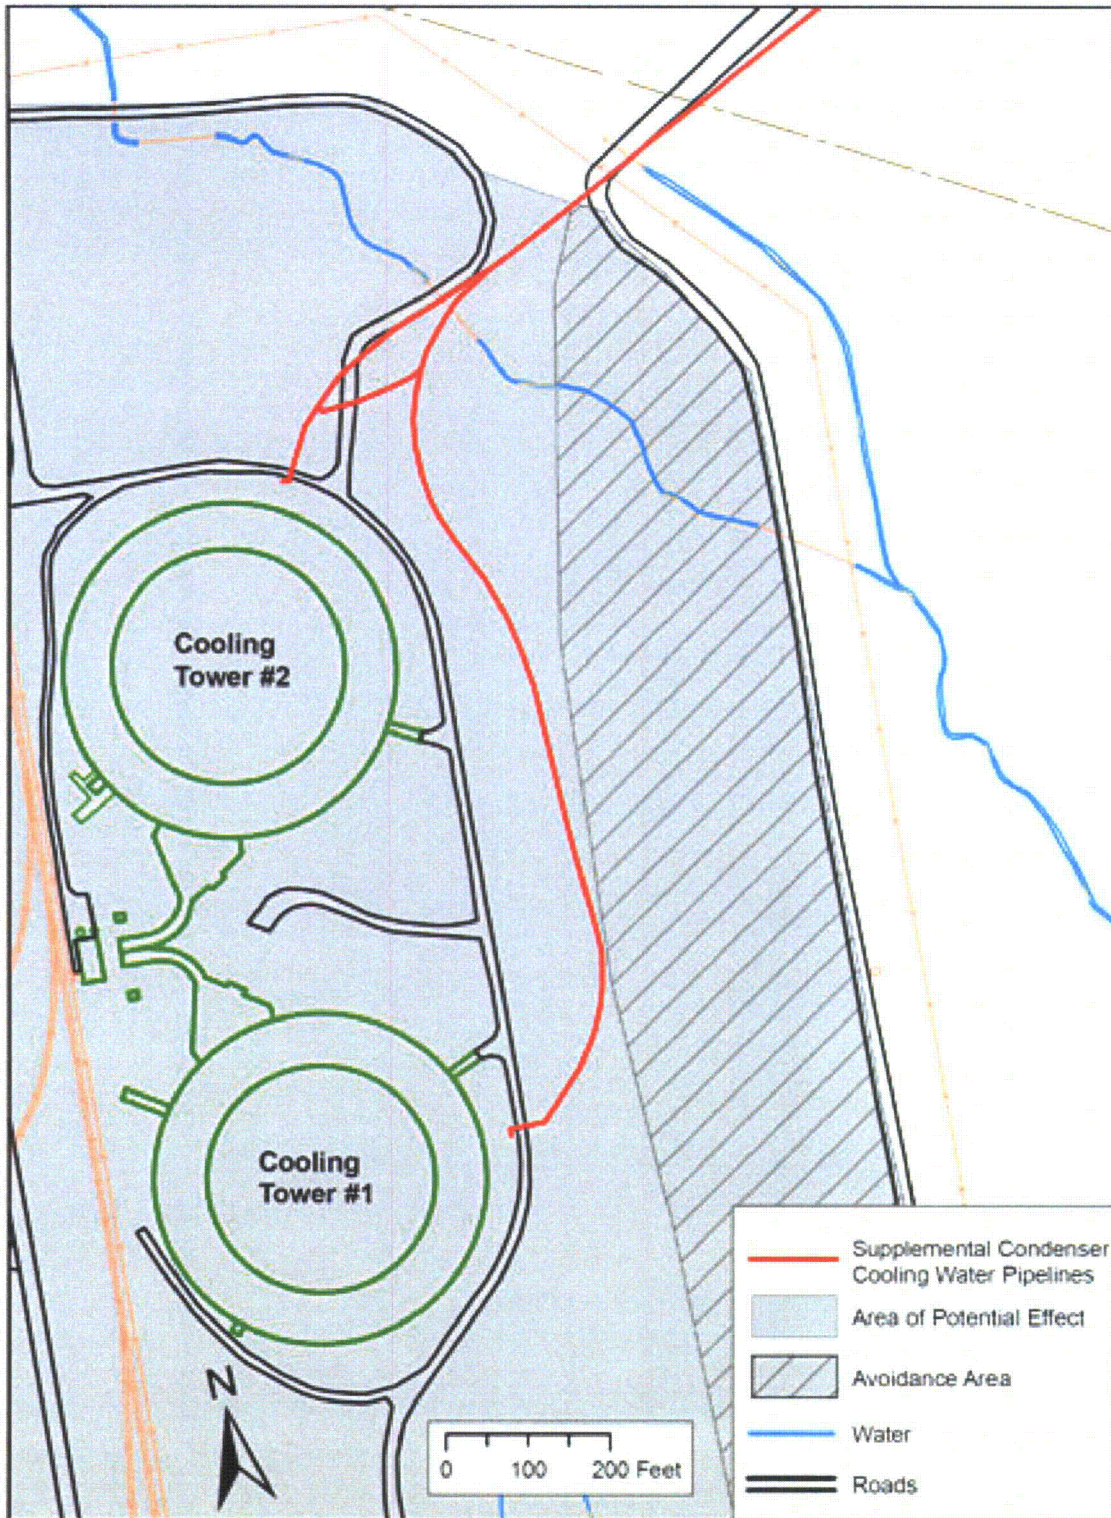 Cooling
Tower #2
Cooling
Tower #1
N
0 100 200 Feet
Supplemental Condenser
Cooling Water Pipelines
Area of Potential Effect
Avoidance Area
Water
Roads